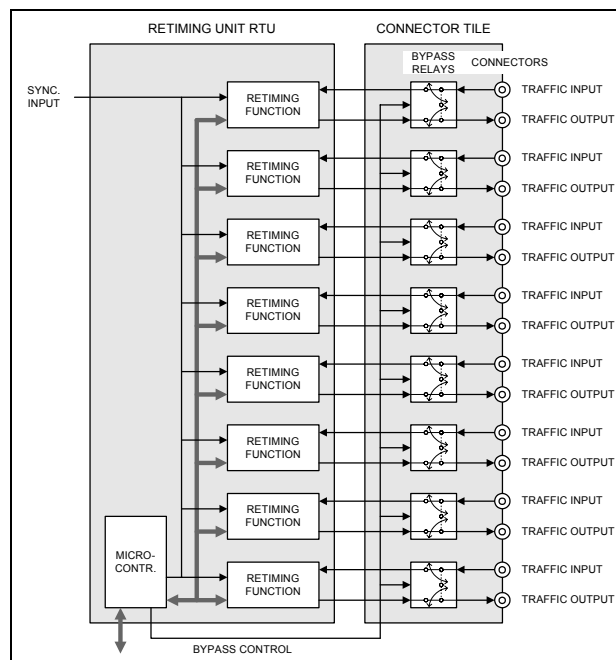 RETIMING UNIT RTU
CONNECTOR TILE
BYPASS
RELAYS
CONNECTORS
SYNC.
INPUT
RETIMING
FUNCTION
TRAFFIC INPUT
TRAFFIC OUTPUT
RETIMING
FUNCTION
TRAFFIC INPUT
TRAFFIC OUTPUT
RETIMING
FUNCTION
TRAFFIC INPUT
TRAFFIC OUTPUT
RETIMING
FUNCTION
TRAFFIC INPUT
TRAFFIC OUTPUT
RETIMING
FUNCTION
TRAFFIC INPUT
TRAFFIC OUTPUT
RETIMING
FUNCTION
TRAFFIC INPUT
TRAFFIC OUTPUT
RETIMING
FUNCTION
TRAFFIC INPUT
TRAFFIC OUTPUT
MICRO-
CONTR.
RETIMING
FUNCTION
TRAFFIC INPUT
TRAFFIC OUTPUT
BYPASS CONTROL